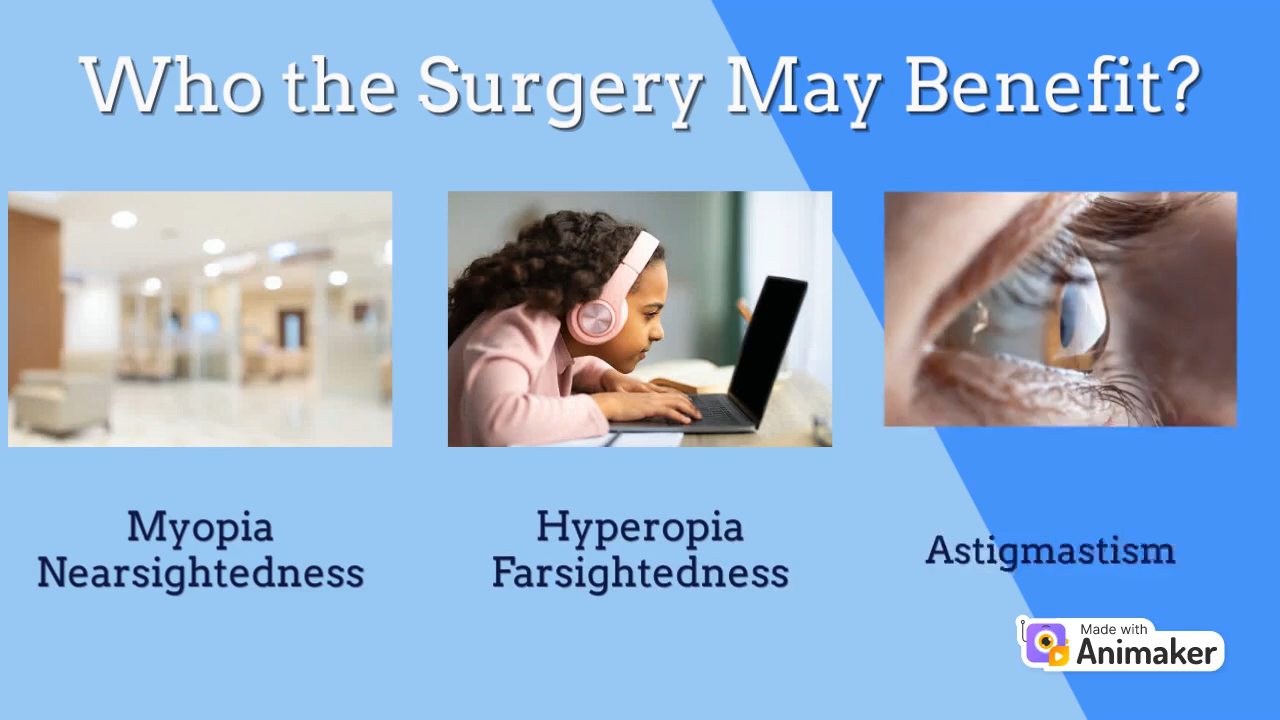 Who the Surgery May Benefit?
Myopia
Nearsightedness
Hyperopia
Farsightedness
Astigmastism
Made with
Animaker